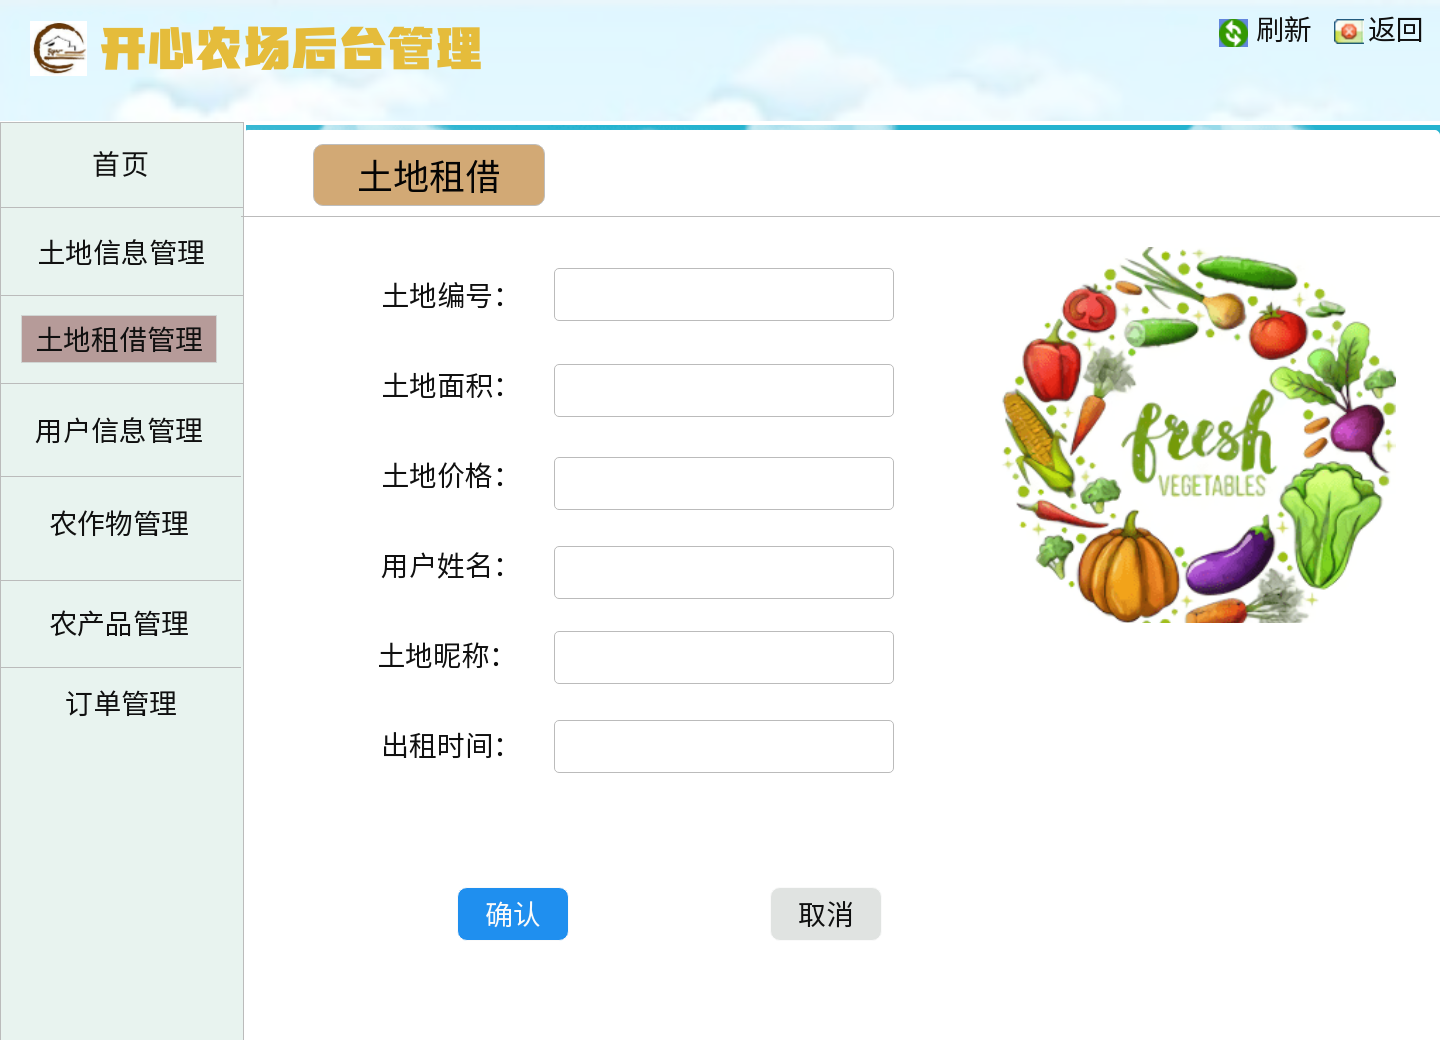 开心农场后台管理
刷新
返回
首页
土地信息管理
土地租借管理
用户信息管理
农作物管理
农产品管理
订单管理
土地租借
土地编号：
土地面积：
土地价格：
用户姓名：
土地昵称：
出租时间：
fresh
VEGETABLES
确认
取消